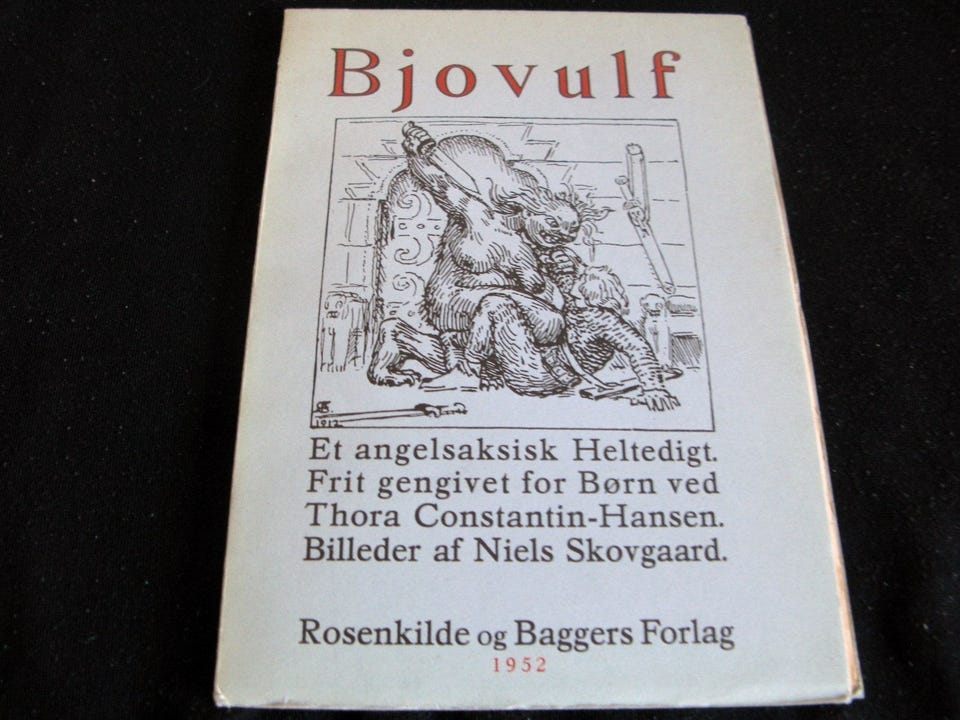 Bjovulf
1912
Et angelsaksisk Heltedigt.
Frit gengivet for Børn ved
Thora Constantin-Hansen.
Billeder af Niels Skovgaard.
Rosenkilde og Baggers Forlag
1952